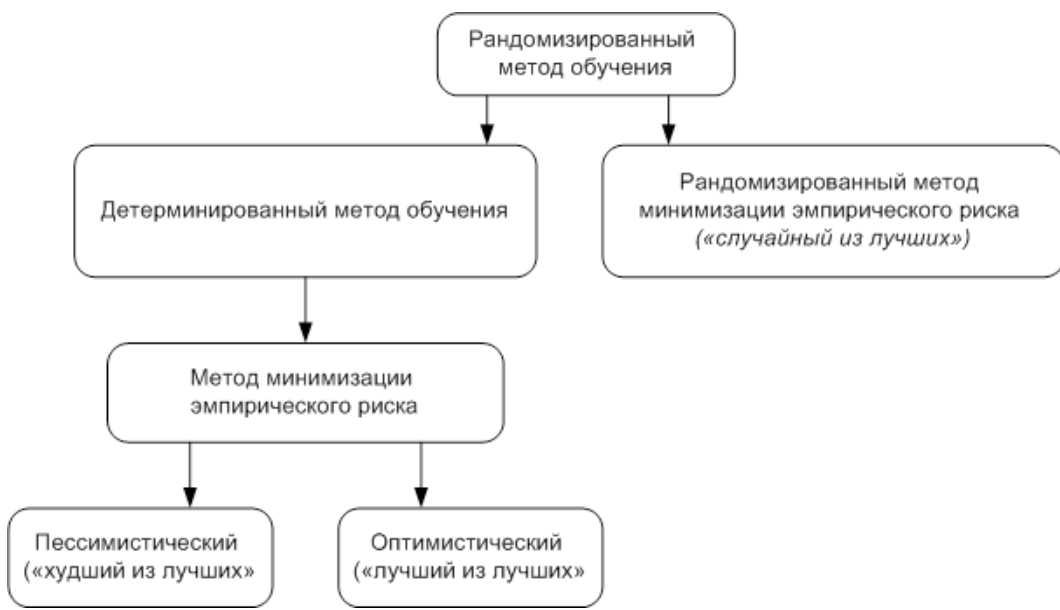 Рандомизированный
метод обучения
Детерминированный метод обучения
Рандомизированный метод
минимизации эмпирического риска
(«случайный из лучших»)
Метод минимизации
эмпирического риска
Пессимистический
(«худший из лучших»
Оптимистический
(«лучший из лучших»